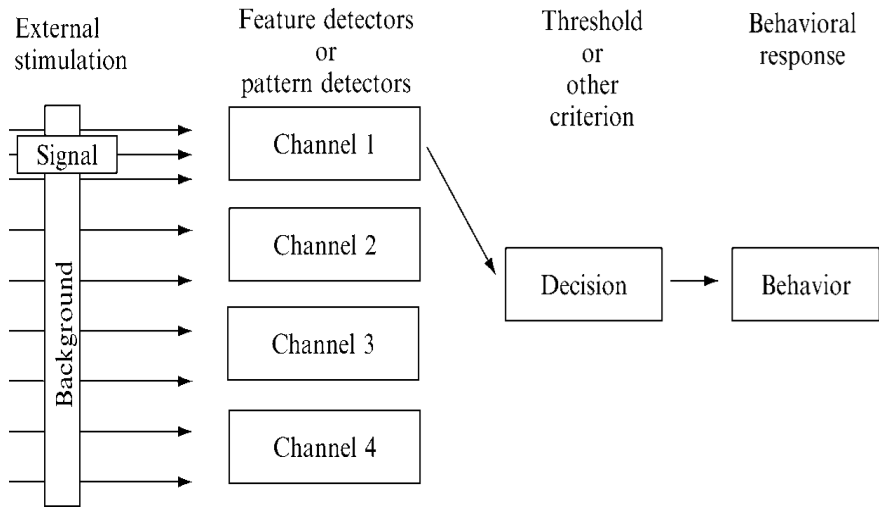 External
stimulation
Feature detectors
or
pattern detectors
Threshold
or
other
criterion
Behavioral
response
Signal
Background
Channel 1
Channel 2
Channel 3
Channel 4
Decision
Behavior